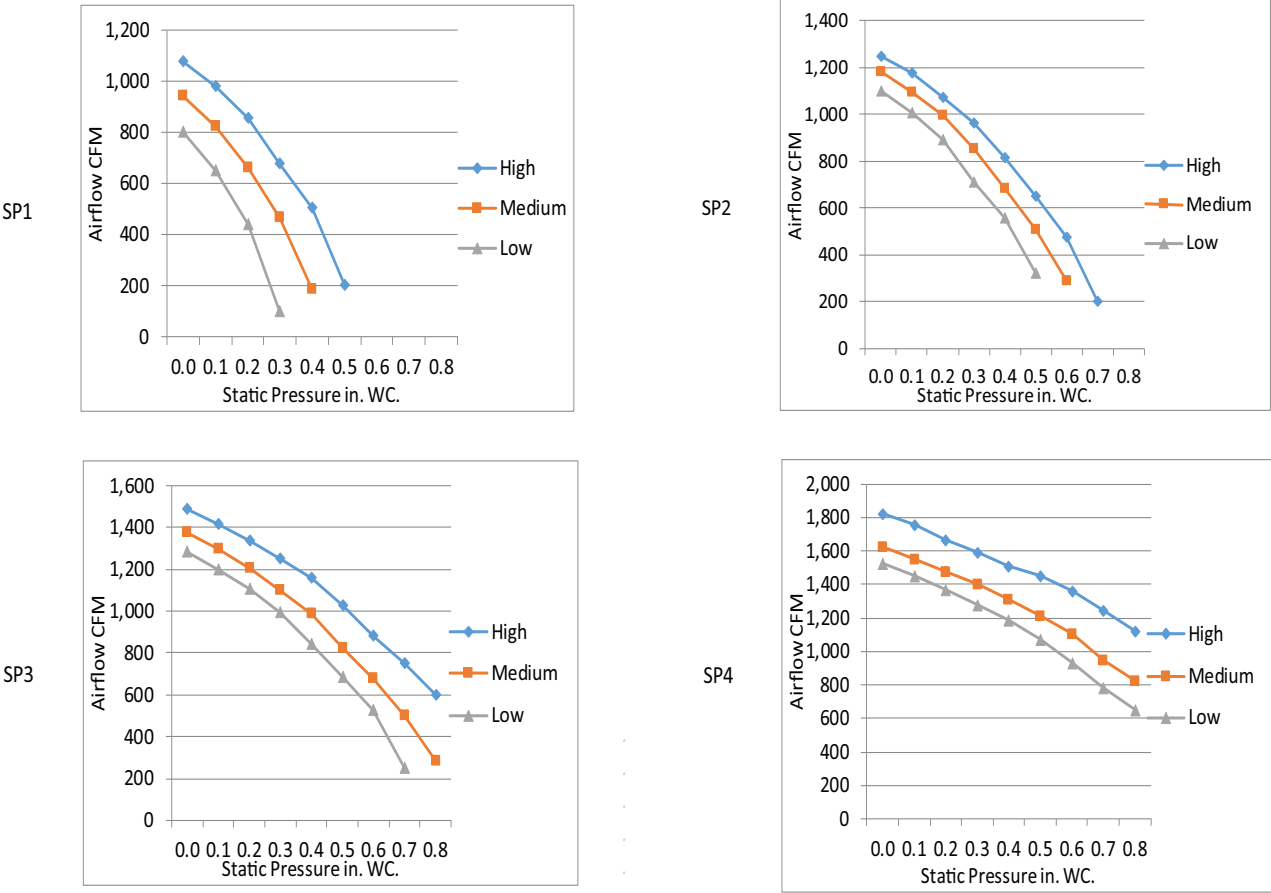 SP1
Airflow CFM
1,200
1,000
800
600
400
200
0
0.0 0.1 0.2 0.3 0.4 0.5 0.6 0.7 0.8
Static Pressure in. WC.
High
Medium
Low
SP2
Airflow CFM
1,400
1,200
1,000
800
600
400
200
0
0.0 0.1 0.2 0.3 0.4 0.5 0.6 0.7 0.8
Static Pressure in. WC.
High
Medium
Low
SP3
Airflow CFM
1,600
1,400
1,200
1,000
800
600
400
200
0
0.0 0.1 0.2 0.3 0.4 0.5 0.6 0.7 0.8
Static Pressure in. WC.
High
Medium
Low
SP4
Airflow CFM
2,000
1,800
1,600
1,400
1,200
1,000
800
600
400
200
0
0.0 0.1 0.2 0.3 0.4 0.5 0.6 0.7 0.8
Static Pressure in. WC.
High
Medium
Low